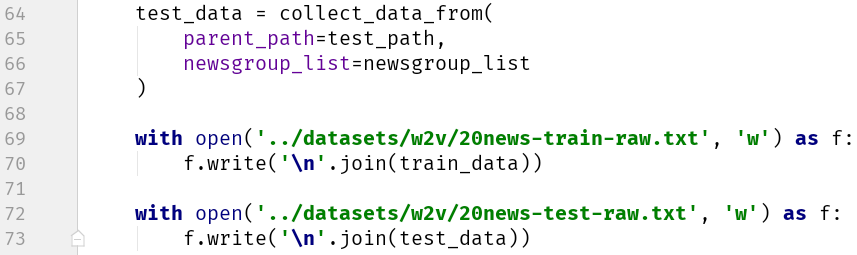 64 test_data = collect_data_from(
65 parent_path=test_path,
66 newsgroup_list=newsgroup_list
67 )
68
69 with open('../datasets/w2v/20news-train-raw.txt', 'w') as f:
70 f.write('\n'.join(train_data))
71
72 with open('../datasets/w2v/20news-test-raw.txt', 'w') as f:
73 f.write('\n'.join(test_data))